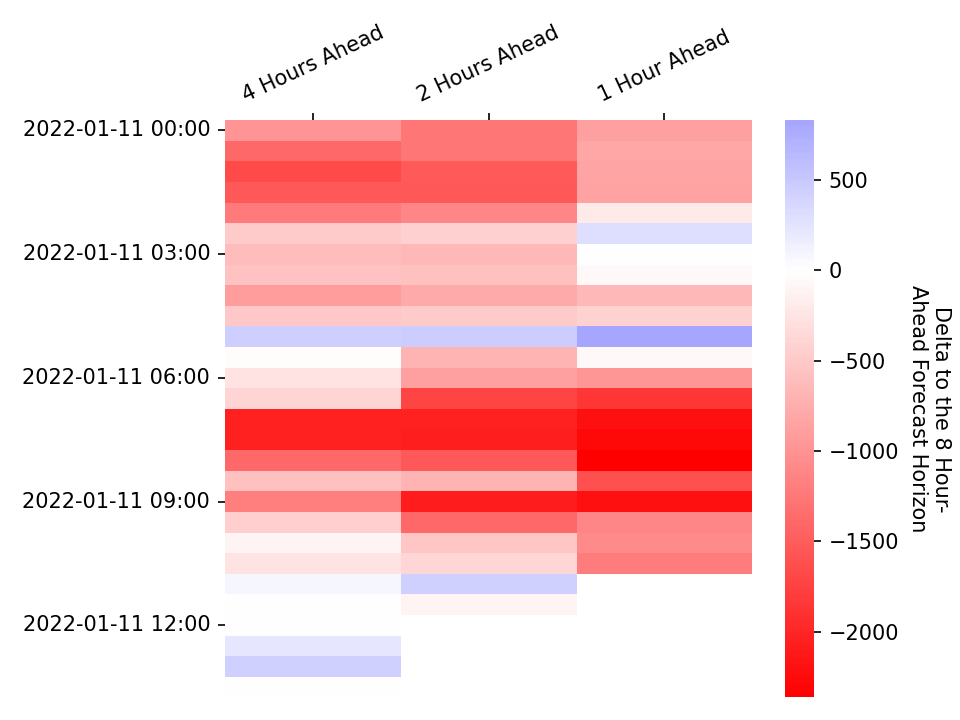 4 Hours Ahead
2 Hours Ahead
1 Hour Ahead
2022-01-11 00:00
2022-01-11 03:00
2022-01-11 06:00
2022-01-11 09:00
2022-01-11 12:00
500
0
−500
−1000
−1500
−2000
Delta to the 8 Hour-
Ahead Forecast Horizon